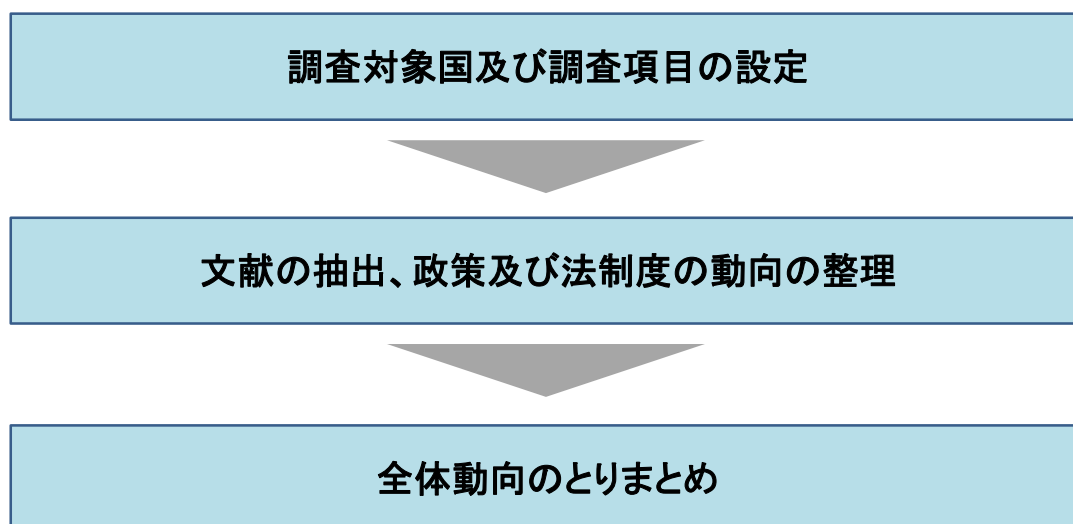 調査対象国及び調査項目の設定
文献の抽出、政策及び法制度の動向の整理
全体動向のとりまとめ